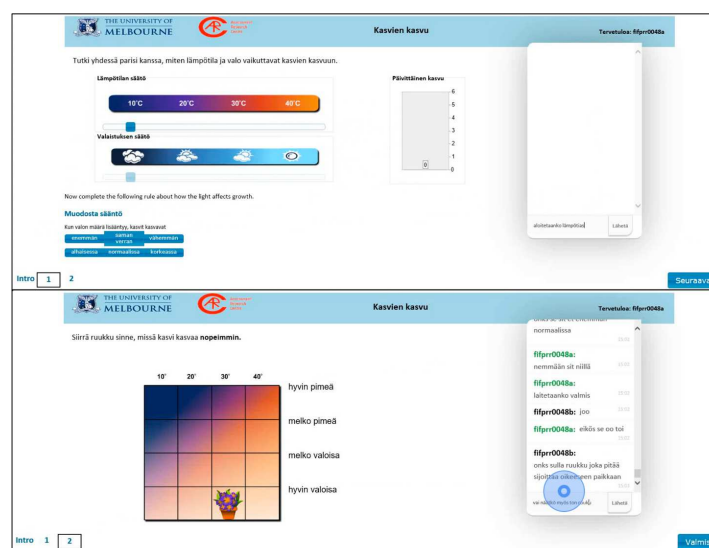 THE UNIVERSITY OF
MELBOURNE
Kasvien kasvu
Tervetuloa: fifprr0048a
Tutki yhdessä parisi kanssa, miten lämpötila ja valo vaikuttavat kasvien kasvuun.
Lämpötilan säätö
10°C 20°C 30°C 40°C
Valaistuksen säätö
Päivittäinen kasvu
6
5
4
3
2
1
0
0
Now complete the following rule about how the light affects growth.
Muodosta sääntö
Kun valon määrä lisääntyy, kasvit kasvavat
enemmän saman verran vähemmän
alhaisessa normaalissa korkeassa
aloitetaanko lämpötilas
Lähetä
Intro 1 2
Seuraava
THE UNIVERSITY OF
MELBOURNE
Kasvien kasvu
Tervetuloa: fifprr0048a
Siirrä ruukku sinne, missä kasvi kasvaa nopeimmin.
10° 20° 30° 40°
hyvin pimeä
melko pimeä
melko valoisa
hyvin valoisa
normaalissa
fifprr0048a:
nemmään sit niillä
fifprr0048a:
laitetaanko valmis
fifprr0048b: joo
fifprr0048a: eikös se oo toi
fifprr0048b:
onks sulla ruukku joka pitää
sijoittaa oikeeseen paikkaan
Lähetä
Intro 1 2
Valmis